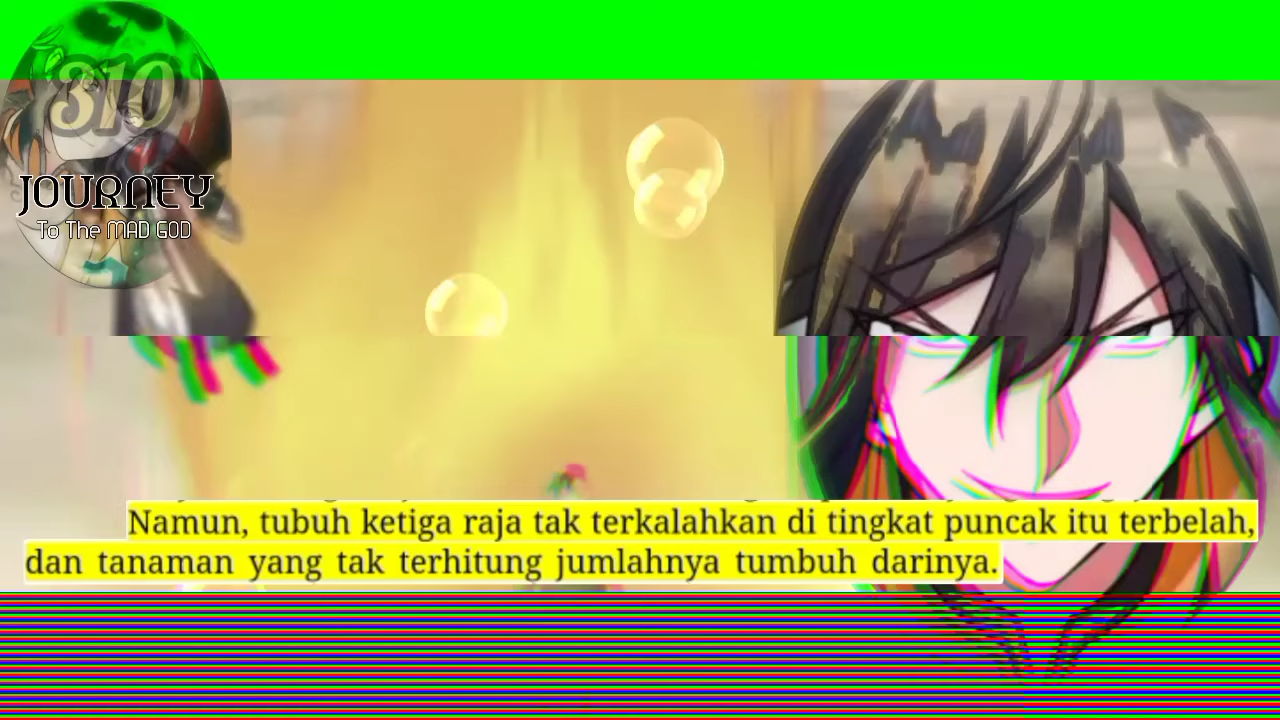 310
JOURNEY
To The MAD GOD
Namun, tubuh ketiga raja tak terkalahkan di tingkat puncak itu terbelah,
dan tanaman yang tak terhitung jumlahnya tumbuh darinya.